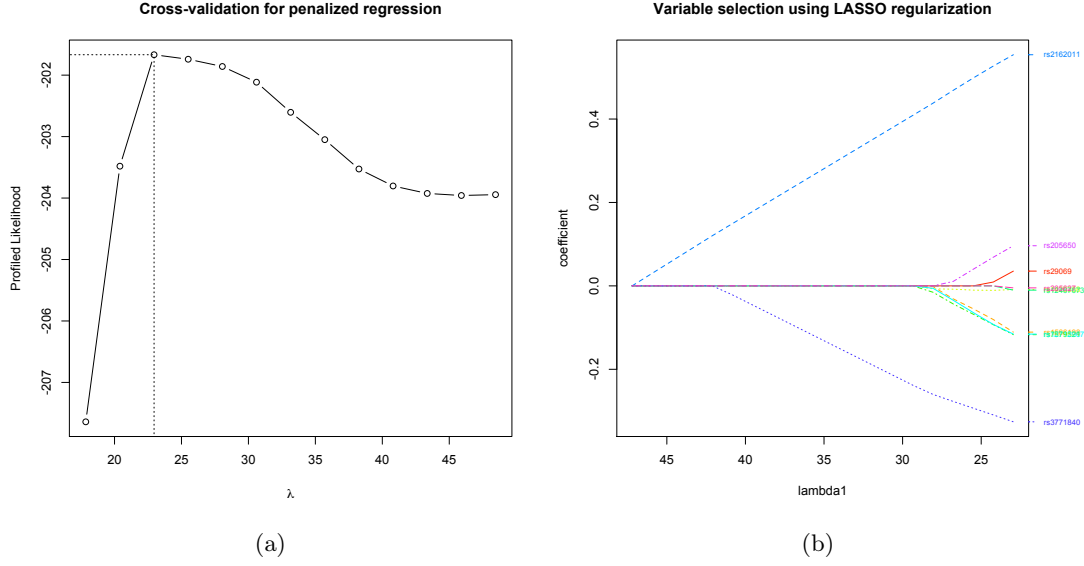 Cross-validation for penalized regression
Profiled Likelihood
-202
-203
-204
-205
-206
-207
20
25
30
35
40
45
λ
(a)
Variable selection using LASSO regularization
coefficient
0.4
0.2
0.0
-0.2
45
40
35
30
25
lambda1
rs2162011
rs205650
rs29069
rs3771840
(b)